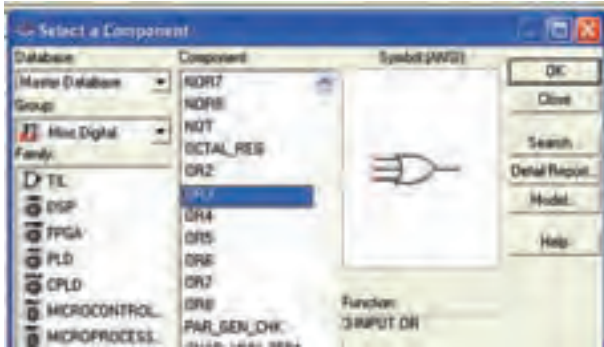 Select a Component
Database:
Master Database
Group:
Misc Digital
Family:
TIL
DSP
FPGA
PLD
CPLD
MICROCONTROL..
MICROPROCESS..
Component:
NOR7
NOR8
NOT
OCTAL_REG
OR2
OR3
OR4
OR5
OR6
OR7
OR8
PAR_GEN_CHK
Symbol (ANSI)
OK
Close
Search...
Detail Report...
Model...
Help
Function:
3-INPUT OR